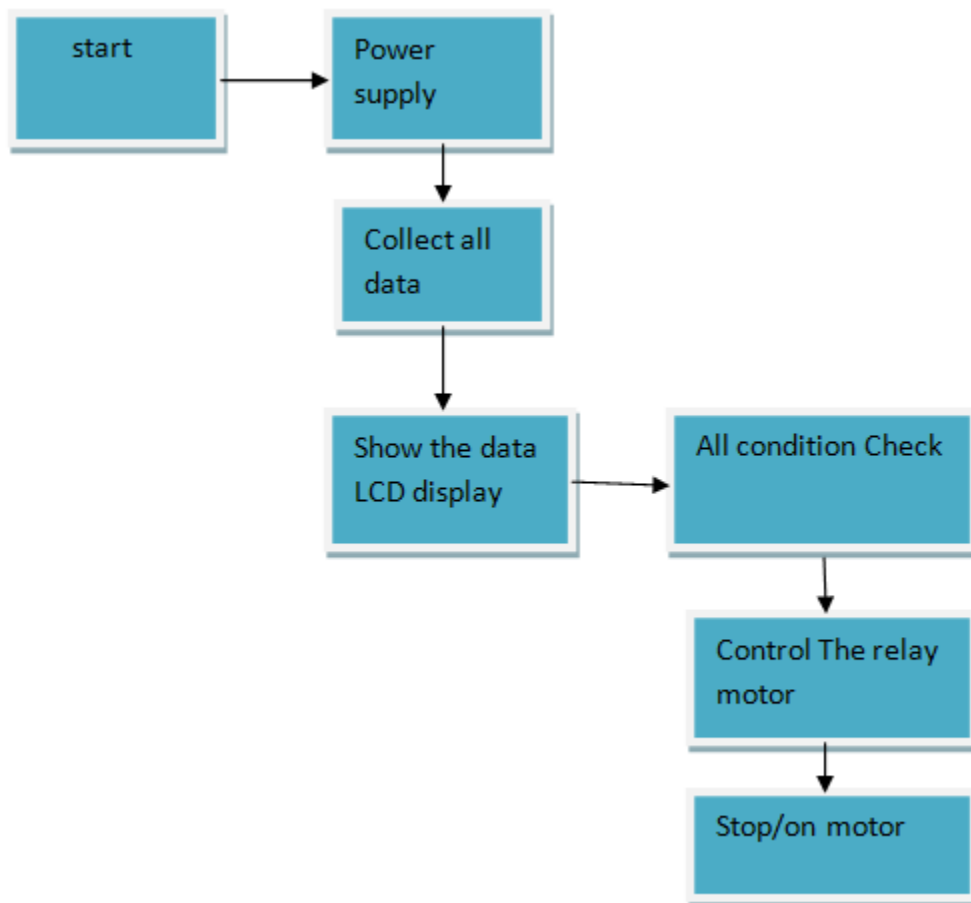 start
Power
supply
Collect all
data
Show the data
LCD display
All condition Check
Control The relay
motor
Stop/on motor